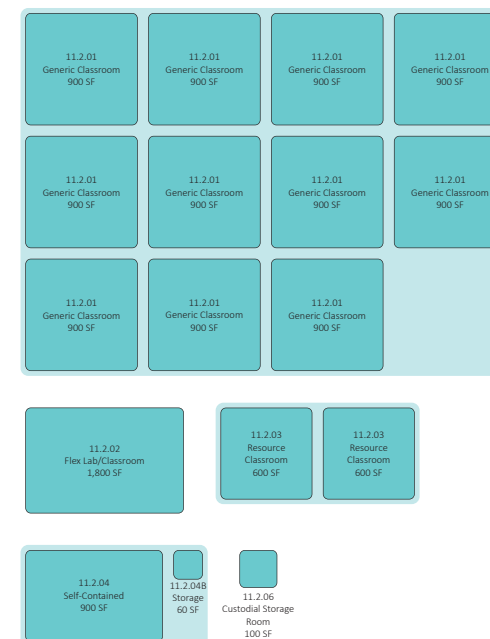 11.2.01
Generic Classroom
900 SF
11.2.01
Generic Classroom
900 SF
11.2.01
Generic Classroom
900 SF
11.2.01
Generic Classroom
900 SF
11.2.01
Generic Classroom
900 SF
11.2.01
Generic Classroom
900 SF
11.2.01
Generic Classroom
900 SF
11.2.01
Generic Classroom
900 SF
11.2.01
Generic Classroom
900 SF
11.2.01
Generic Classroom
900 SF
11.2.01
Generic Classroom
900 SF
11.2.02
Flex Lab/Classroom
1,800 SF
11.2.03
Resource
Classroom
600 SF
11.2.03
Resource
Classroom
600 SF
11.2.04
Self-Contained
900 SF
11.2.04B
Storage
60 SF
11.2.06
Custodial Storage
Room
100 SF